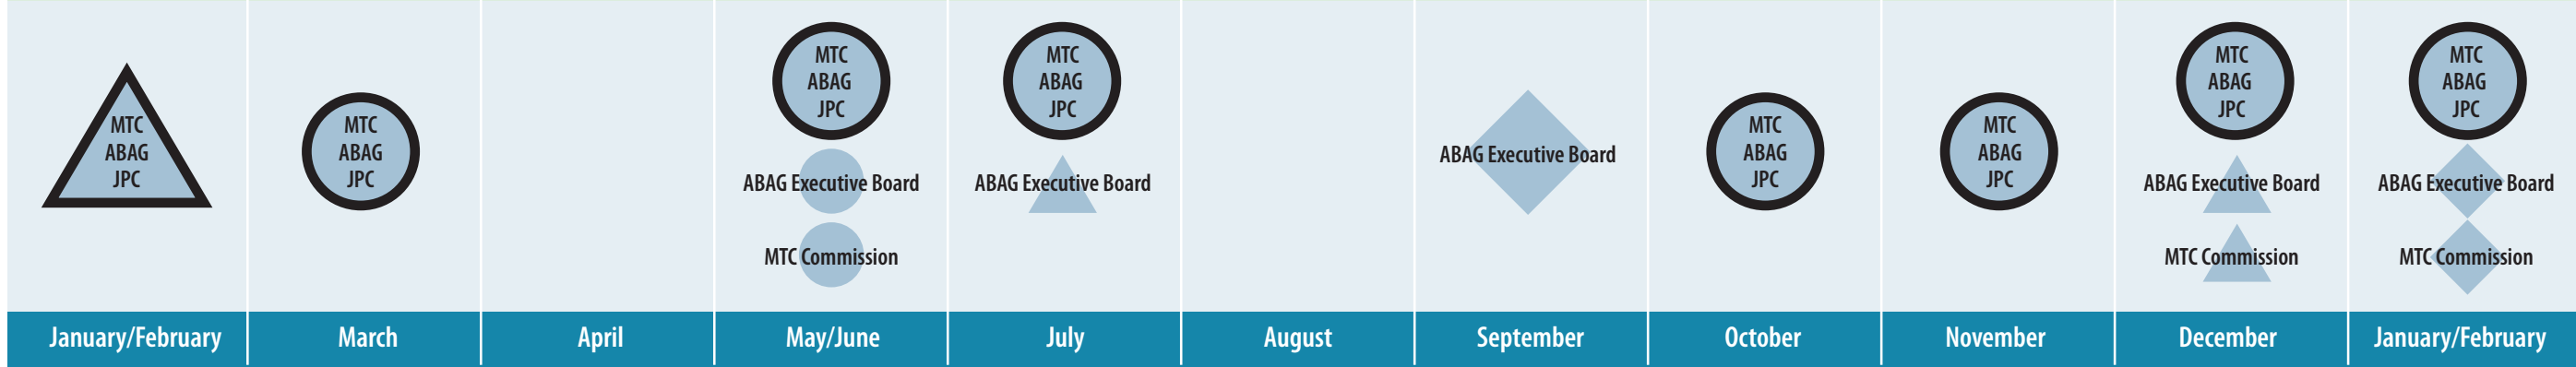 MTC
ABAG
JPC
MTC
ABAG
JPC
MTC
ABAG
JPC
ABAG Executive Board
MTC Commission
MTC
ABAG
JPC
ABAG Executive Board
ABAG Executive Board
MTC
ABAG
JPC
MTC
ABAG
JPC
MTC
ABAG
JPC
ABAG Executive Board
MTC Commission
MTC
ABAG
JPC
ABAG Executive Board
MTC Commission
January/February
March
April
May/June
July
August
September
October
November
December
January/February